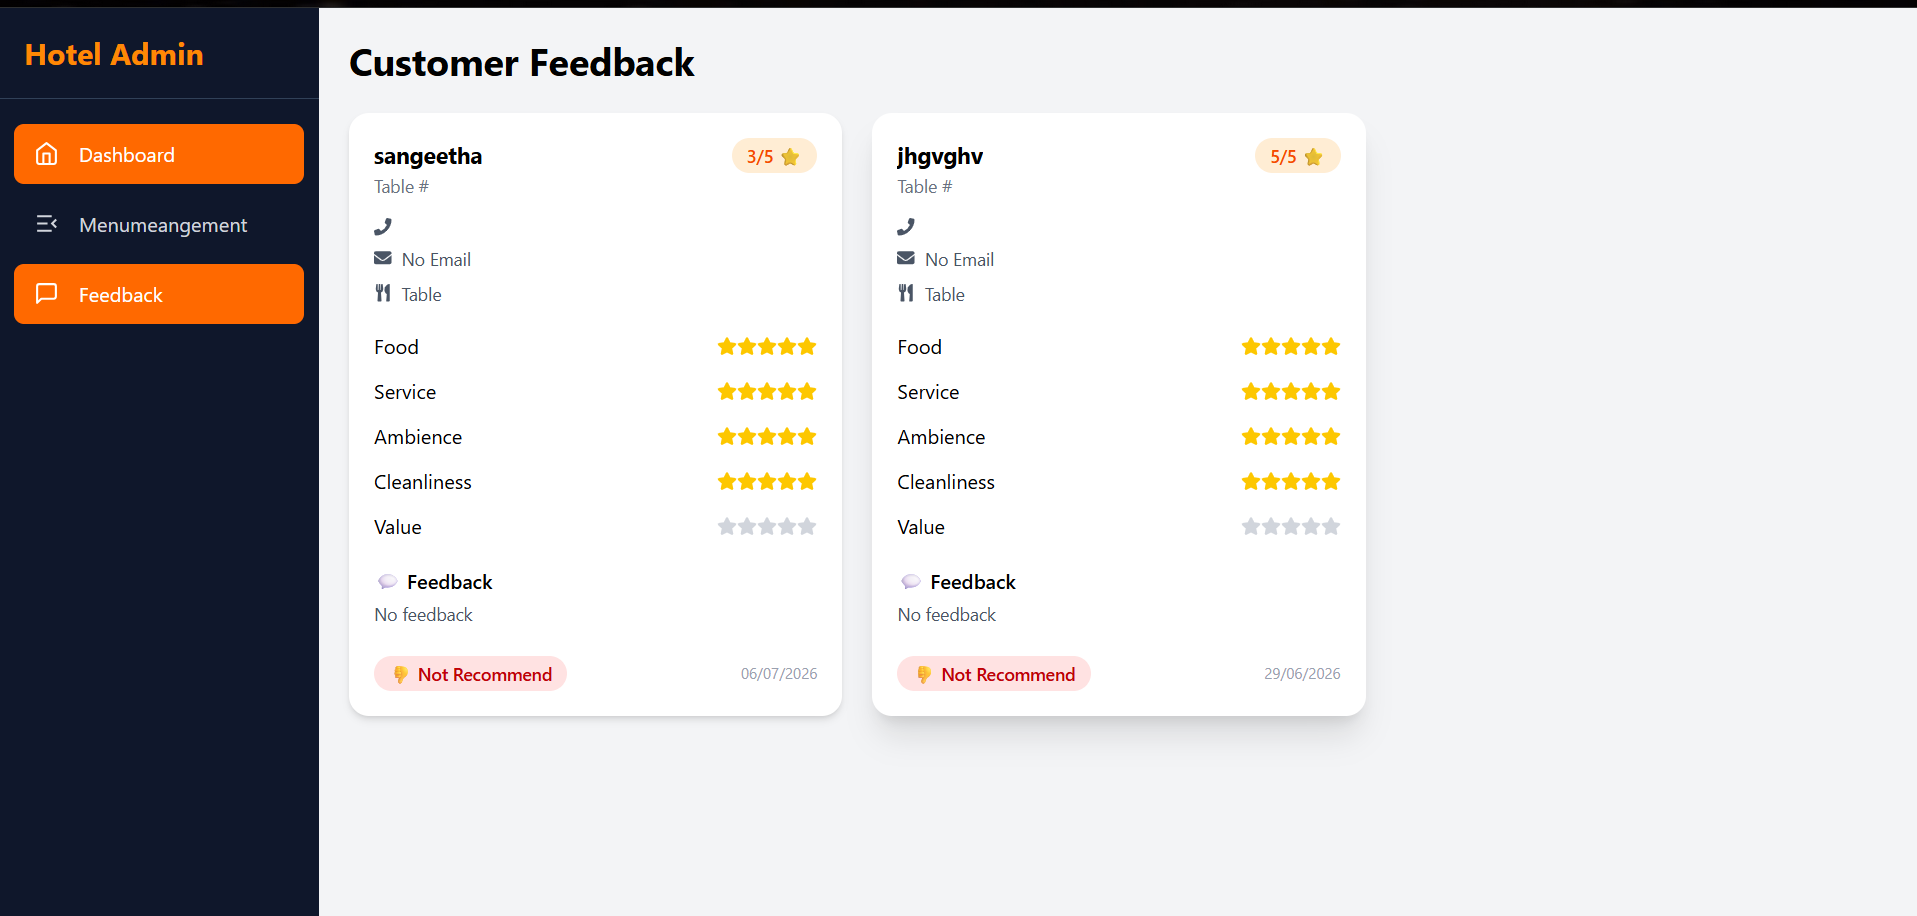 Hotel Admin
Dashboard
Menumeangement
Feedback
Customer Feedback
sangeetha
3/5
Table #
No Email
Table
Food
Service
Ambience
Cleanliness
Value
Feedback
No feedback
Not Recommend
06/07/2026
jhgvghv
5/5
Table #
No Email
Table
Food
Service
Ambience
Cleanliness
Value
Feedback
No feedback
Not Recommend
29/06/2026